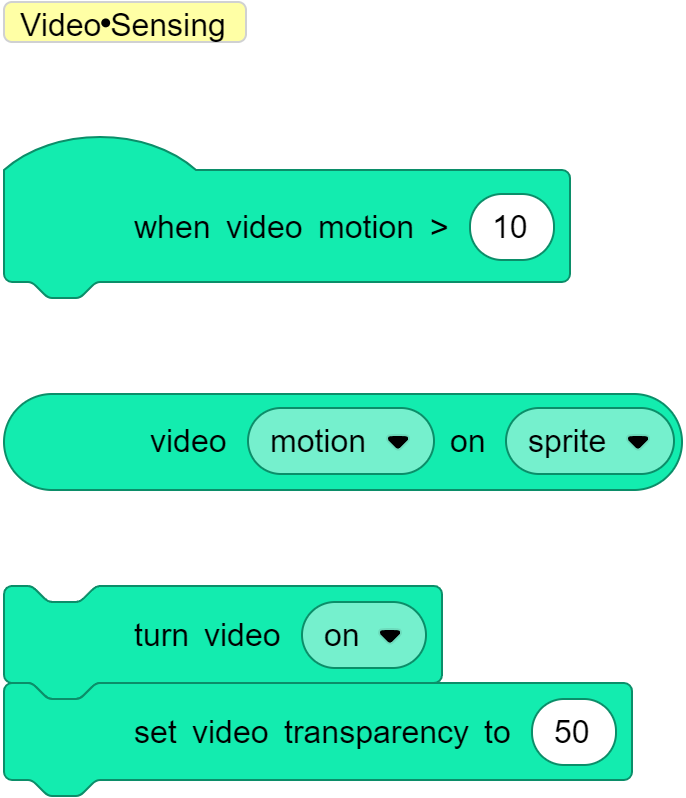 Video•Sensing
when video motion > 10
video motion on sprite
turn video on
set video transparency to 50